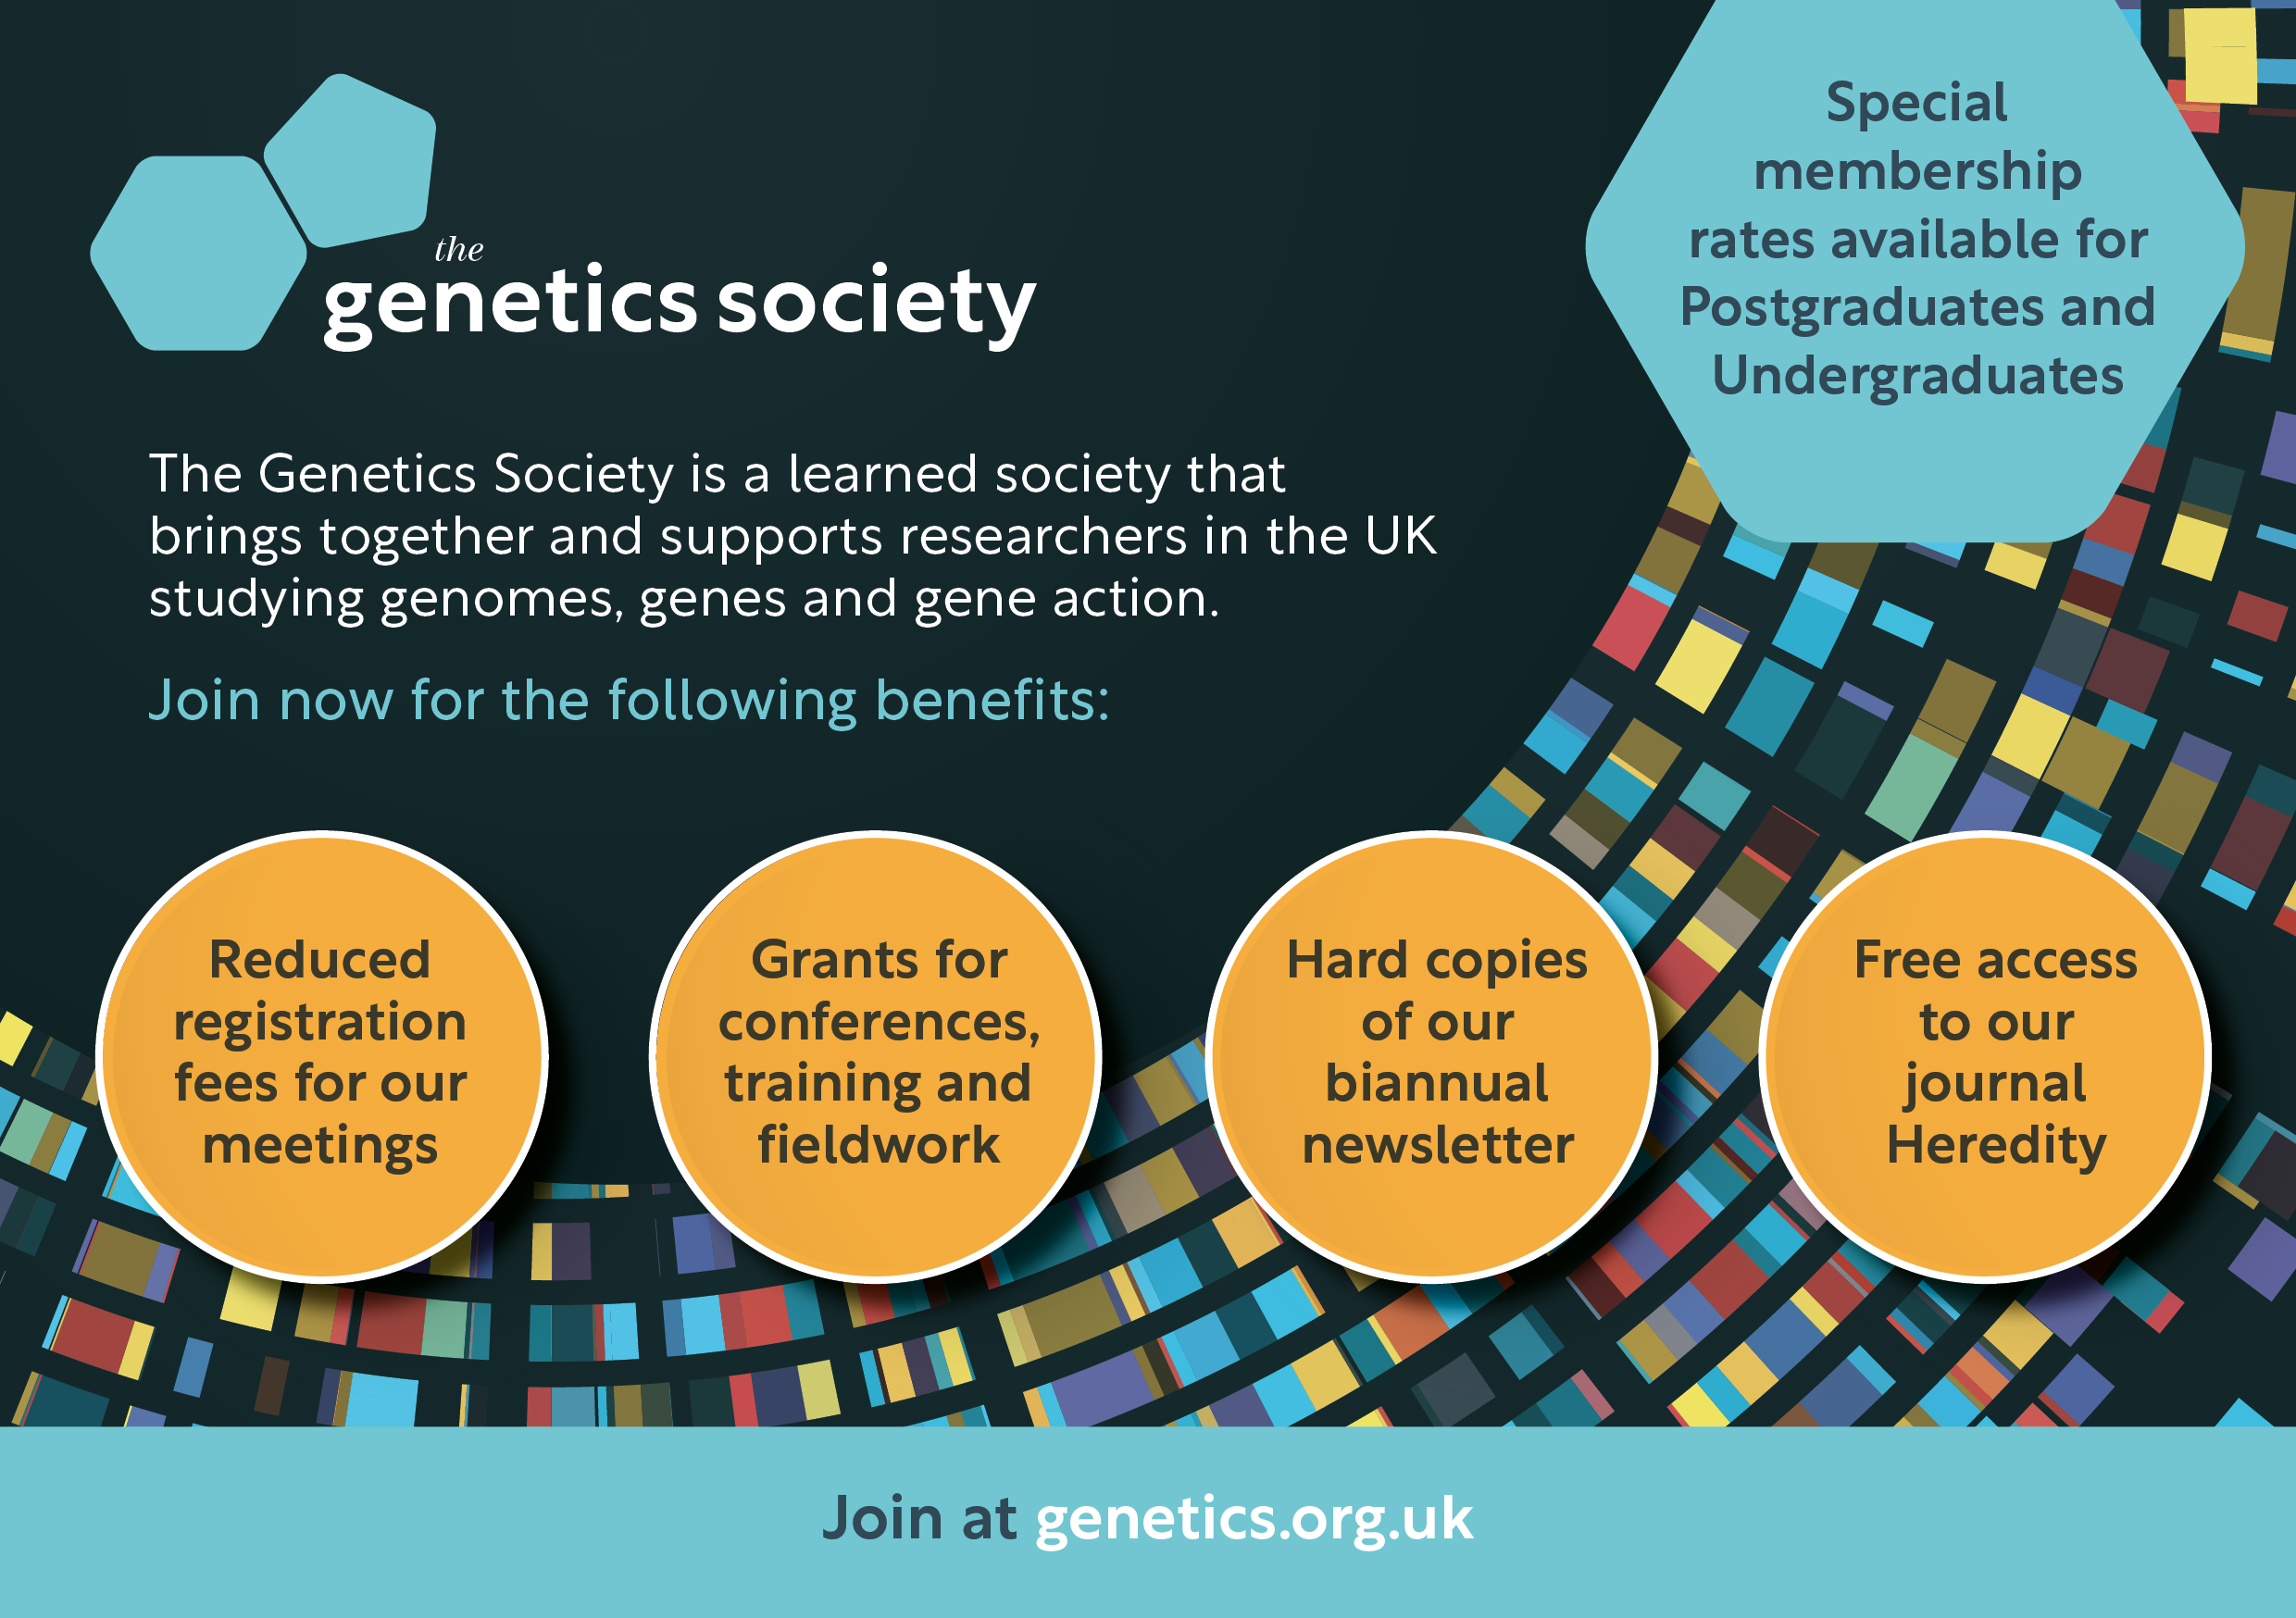 the
genetics society
Special
membership
rates available for
Postgraduates and
Undergraduates
The Genetics Society is a learned society that
brings together and supports researchers in the UK
studying genomes, genes and gene action.
Join now for the following benefits:
Reduced
registration
fees for our
meetings
Grants for
conferences,
training and
fieldwork
Hard copies
of our
biannual
newsletter
Free access
to our
journal
Heredity
Join at genetics.org.uk